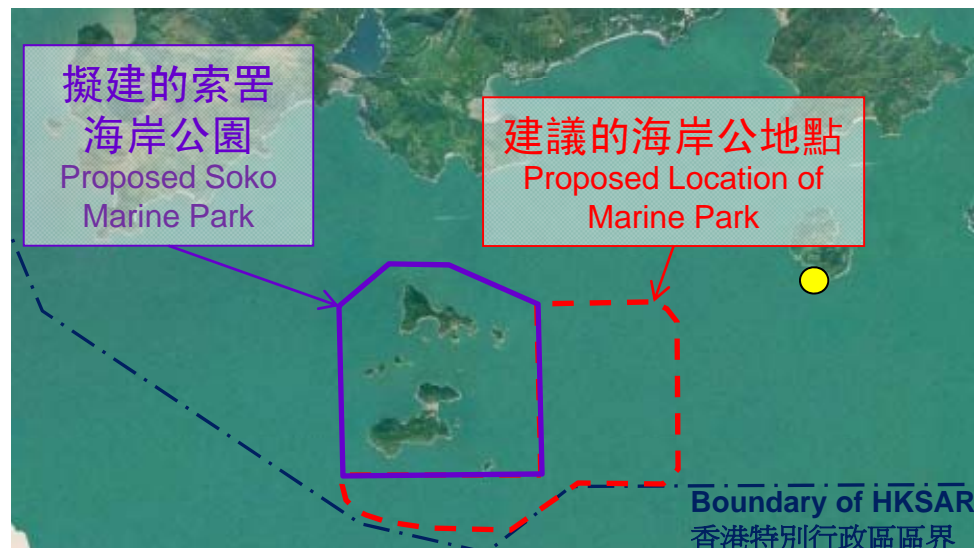 擬建的索罟
海岸公園
Proposed Soko
Marine Park
建議的海岸公地點
Proposed Location of
Marine Park
Boundary of HKSAR
香港特別行政區區界